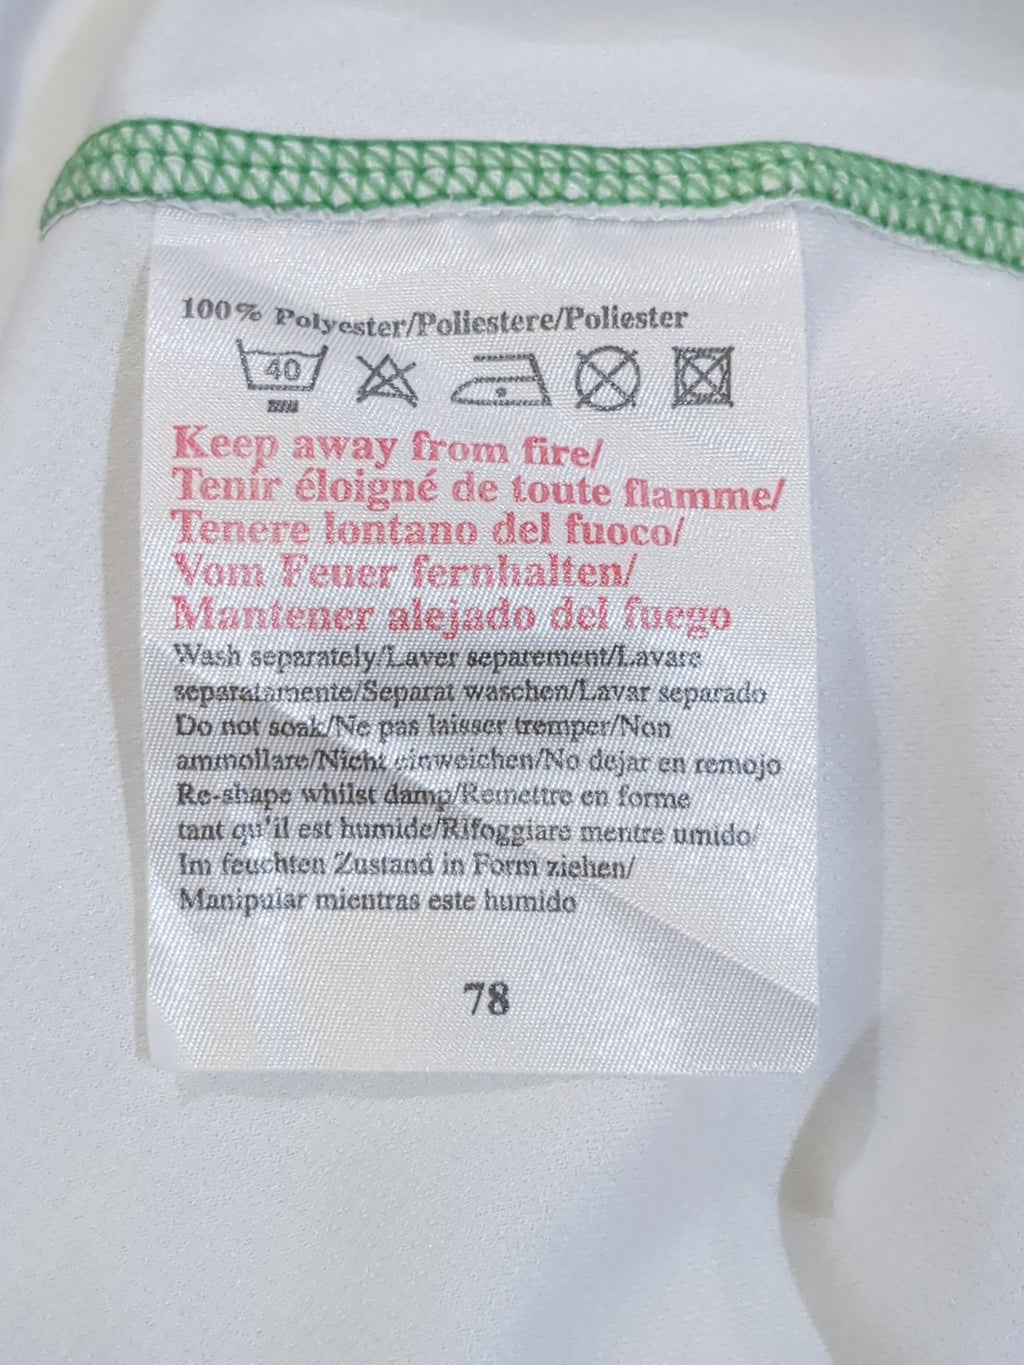 100% Polyester/Poliestere/Poliester
40
Keep away from fire/
Tenir éloigné de toute flamme/
Tenere lontano del fuoco/
Vom Feuer fernhalten/
Mantener alejado del fuego
Wash separately/Laver separement/Lavare
separatamente/Separat waschen/Lavar separado
Do not soak/Ne pas laisser tremper/Non
ammollare/Nicht einweichen/No dejar en remojo
Re-shape whilst damp/Remettre en forme
tant qu'il est humide/Rifoggiare mentre umido/
Im feuchten Zustand in Form ziehen/
Manipular mientras este humido
78